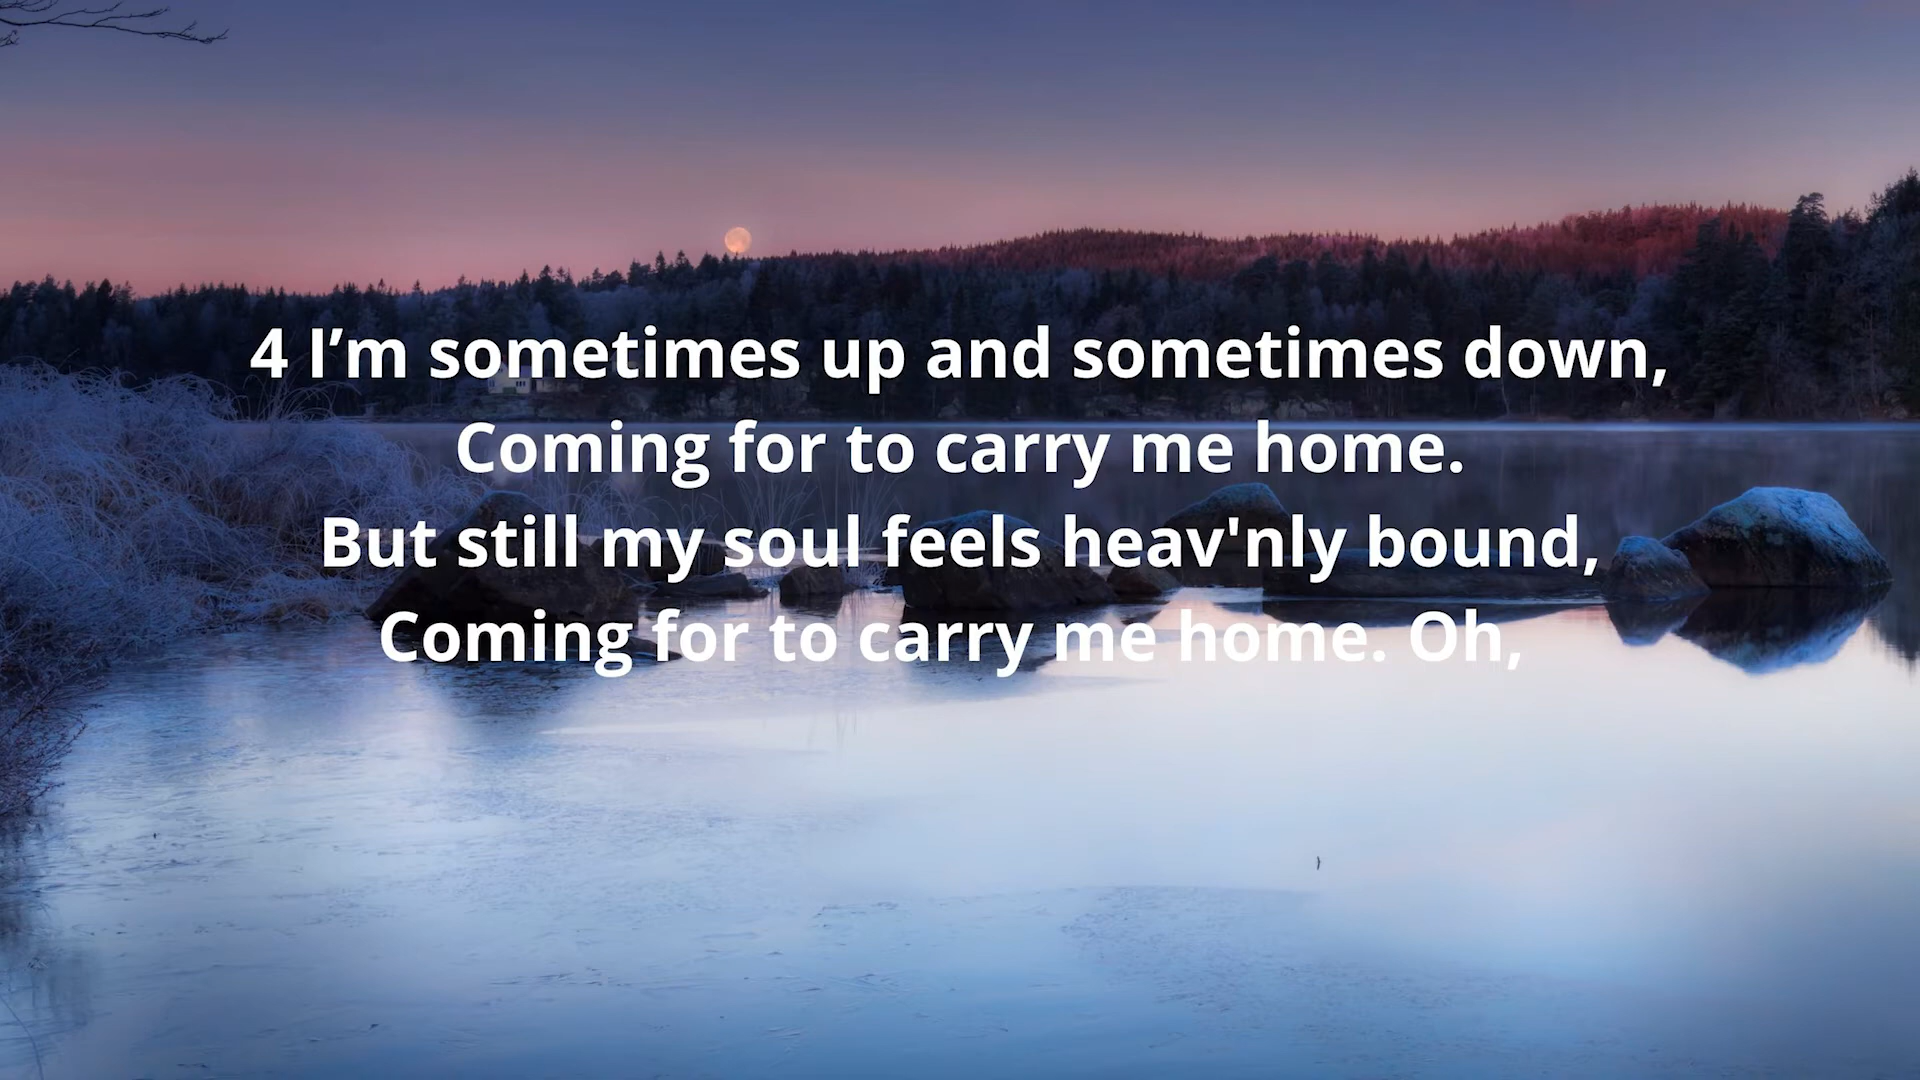 4 I’m sometimes up and sometimes down,
Coming for to carry me home.
But still my soul feels heav'nly bound,
Coming for to carry me home. Oh,